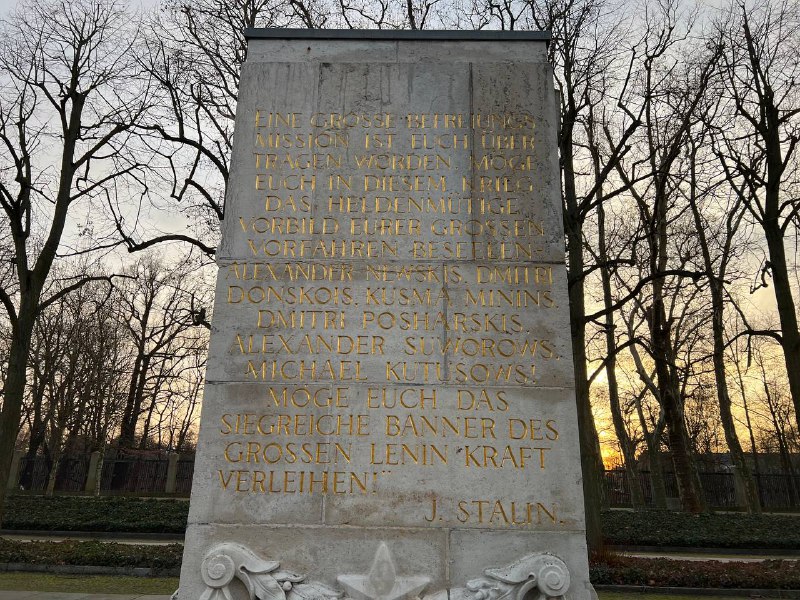 EINE GROSSE BEFREIUNGS
MISSION IST EUCH ÜBER
TRAGEN WORDEN. MÖGE
EUCH IN DIESEM KRIEG
DAS HELDENMÜTIGE
VORBILD EURER GROSSEN
VORFAHREN BESEELEN-
ALEXANDER NEWSKIS, DMITRI
DONSKOIS, KUSMA MININS,
DMITRI POSHARSKIS,
ALEXANDER SUWOROWS,
MICHAEL KUTUSOWS!
MÖGE EUCH DAS
SIEGREICHE BANNER DES
GROSSEN LENIN KRAFT
VERLEIHEN!"
J. STALIN.